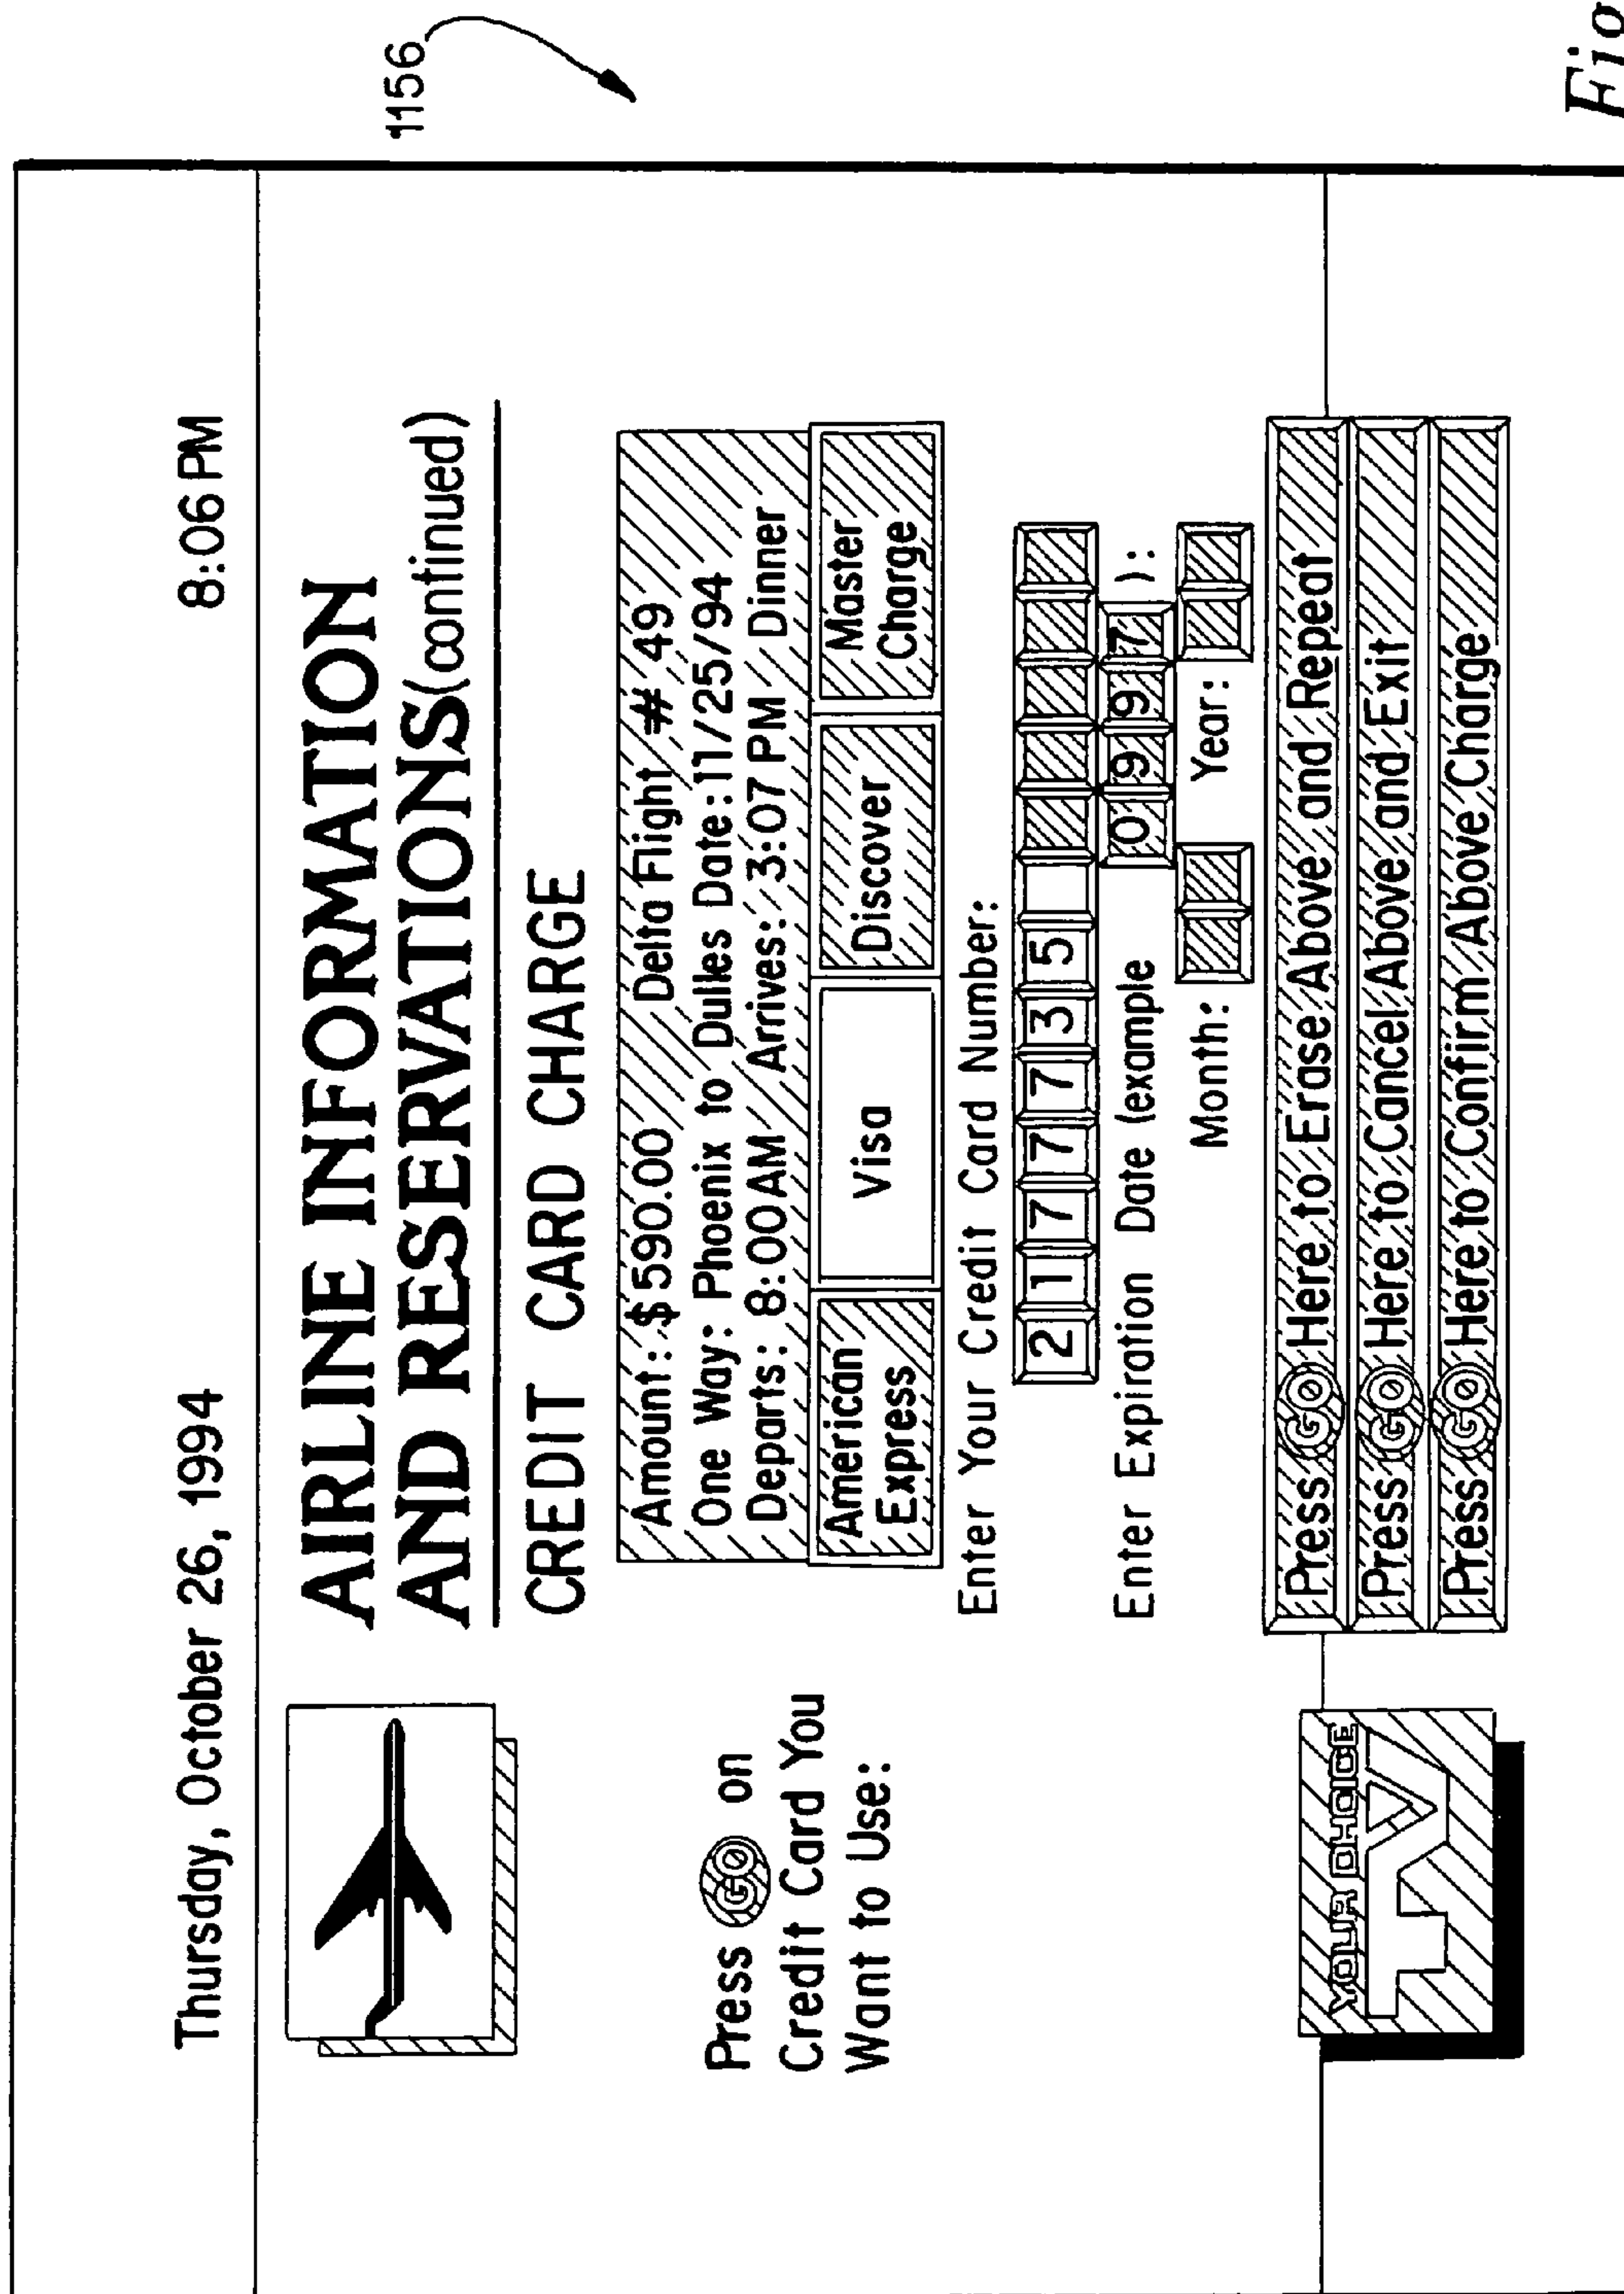 1156
Thursday, October 26, 1994 8:06 PM
AIRLINE INFORMATION
AND RESERVATIONS (continued)
CREDIT CARD CHARGE
Amount: $590.00 Delta Flight # 49
One Way: Phoenix to Dulles Date: 11/25/94
Departs: 8:00 AM Arrives: 3:07 PM Dinner
Press GO on
Credit Card You
Want to Use:
American Express
Visa
Discover
Master Charge
Enter Your Credit Card Number:
2 1 7 7 7 3 5
Enter Expiration Date (example 0 9 9 7 ):
Month: Year:
Press GO Here to Erase Above and Repeat
Press GO Here to Cancel Above and Exit
Press GO Here to Confirm Above Charge
YOUR DHOICE
TV
Fig